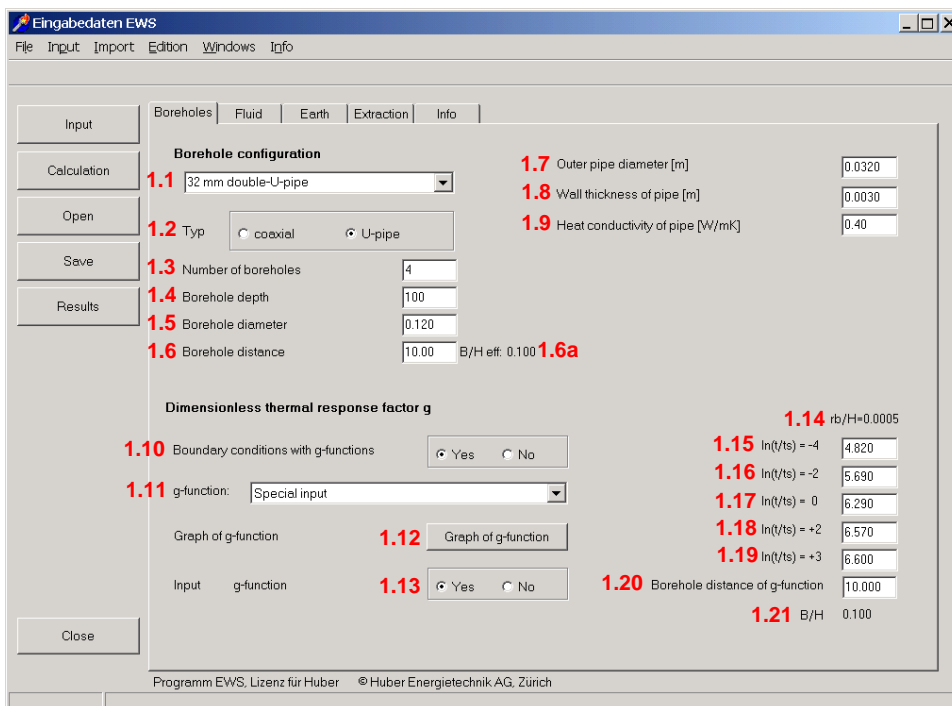 Eingabedaten EWS
File Input Import Edition Windows Info
Input
Calculation
Open
Save
Results
Close
Boreholes Fluid Earth Extraction Info
Borehole configuration
1.1 32 mm double-U-pipe
1.2 Typ coaxial U-pipe
1.3 Number of boreholes 4
1.4 Borehole depth 100
1.5 Borehole diameter 0.120
1.6 Borehole distance 10.00 B/H eff: 0.100 1.6a
1.7 Outer pipe diameter [m] 0.0320
1.8 Wall thickness of pipe [m] 0.0030
1.9 Heat conductivity of pipe [W/mK] 0.40
Dimensionless thermal response factor g
1.10 Boundary conditions with g-functions Yes No
1.11 g-function: Special input
Graph of g-function 1.12 Graph of g-function
Input g-function 1.13 Yes No
1.14 rb/H=0.0005
1.15 ln(t/ts) = -4 4.820
1.16 ln(t/ts) = -2 5.690
1.17 ln(t/ts) = 0 6.290
1.18 ln(t/ts) = +2 6.570
1.19 ln(t/ts) = +3 6.600
1.20 Borehole distance of g-function 10.000
1.21 B/H 0.100
Programm EWS, Lizenz für Huber © Huber Energietechnik AG, Zürich